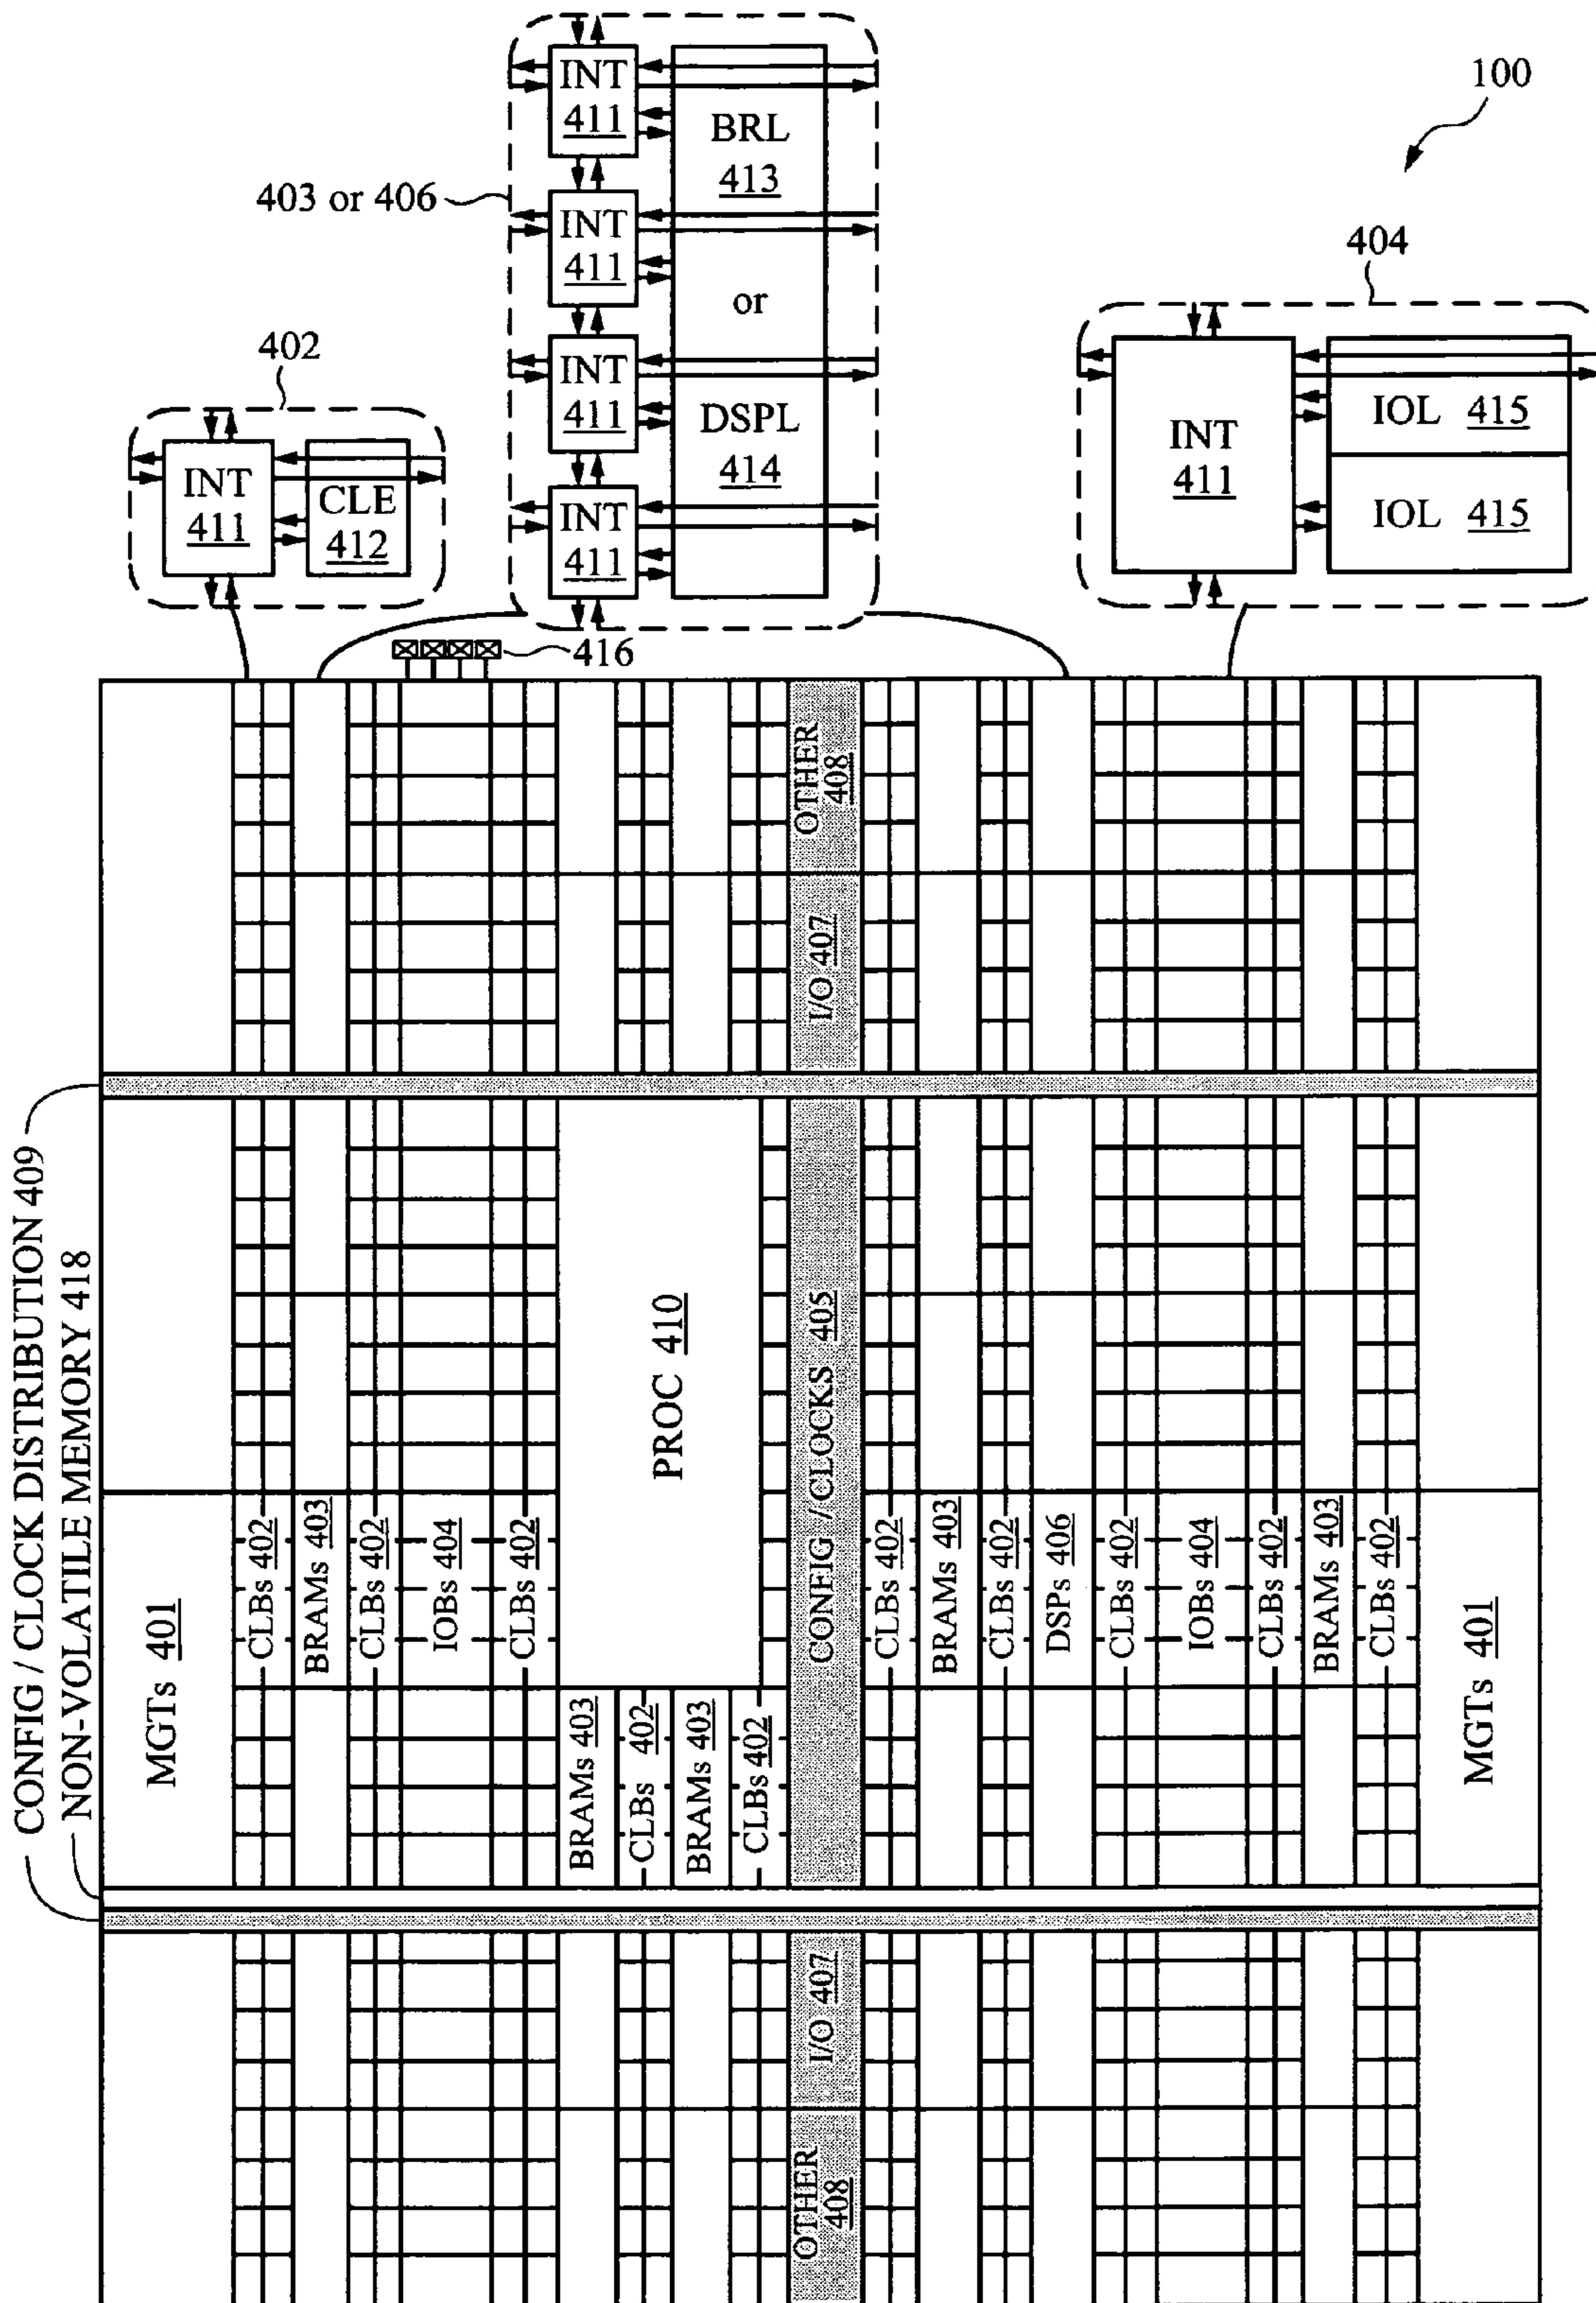 100
403 or 406
INT
411
INT
411
INT
411
INT
411
BRL
413
or
DSPL
414
404
INT
411
IOL 415
IOL 415
402
INT
411
CLE
412
416
OTHER
408
I/O 407
CONFIG / CLOCK DISTRIBUTION 409
NON-VOLATILE MEMORY 418
PROC 410
CONFIG / CLOCKS 405
MGTs 401
CLBs 402
BRAMs 403
CLBs 402
IOBs 404
CLBs 402
BRAMs 403
CLBs 402
BRAMs 403
CLBs 402
CLBs 402
BRAMs 403
CLBs 402
DSPs 406
CLBs 402
IOBs 404
CLBs 402
BRAMs 403
CLBs 402
MGTs 401
I/O 407
OTHER
408